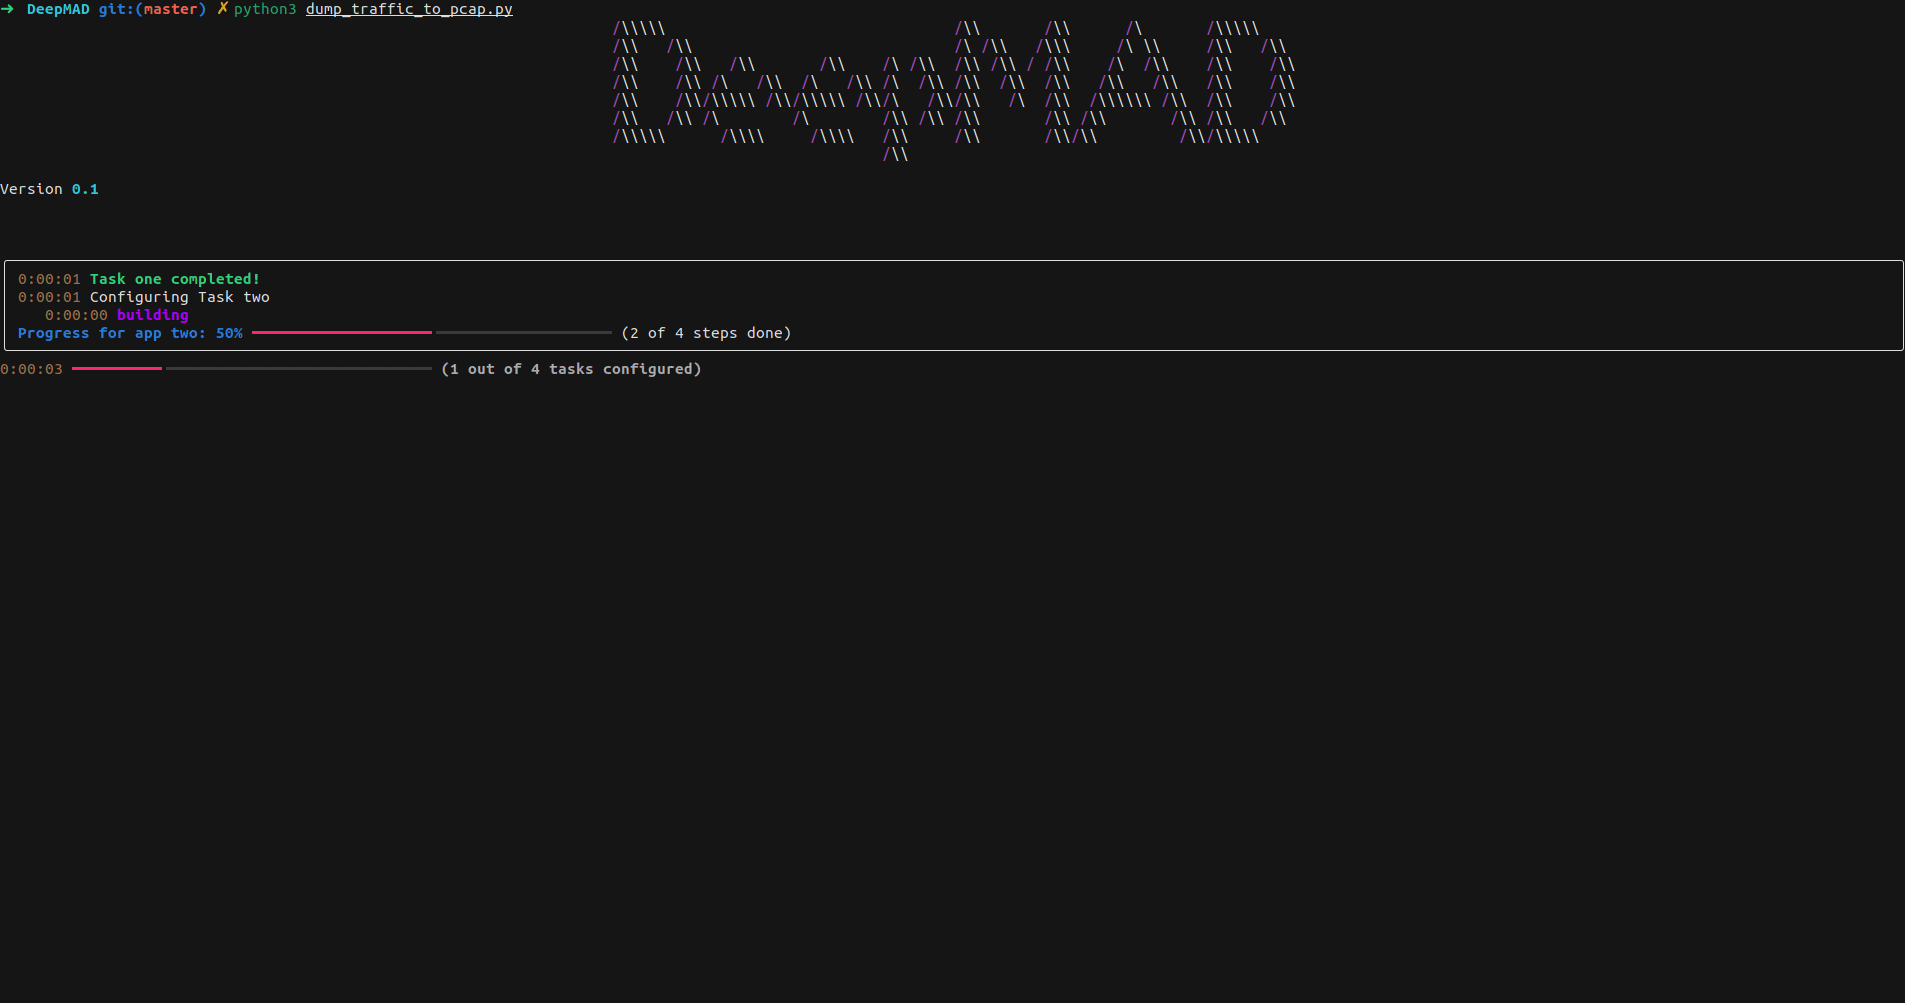 → DeepMAD git:(master) ✗ python3 dump_traffic_to_pcap.py
DeepMAD
Version 0.1
0:00:01 Task one completed!
0:00:01 Configuring Task two
0:00:00 building
Progress for app two: 50% (2 of 4 steps done)
0:00:03 (1 out of 4 tasks configured)